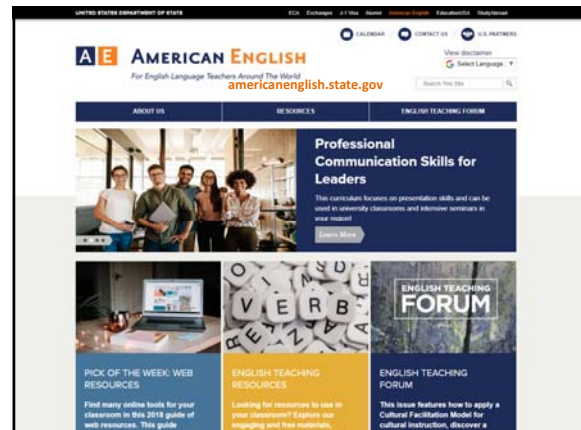 UNITED STATES DEPARTMENT OF STATE
ECA Exchanges J-1 Visa Alumni American English EducationUSA StudyAbroad
CALENDAR / CONTACT US / U.S. PARTNERS
AE AMERICAN ENGLISH
For English Language Teachers Around The World
americanenglish.state.gov
View disclaimer
G Select Language ▼
Search This Site
ABOUT US
RESOURCES
ENGLISH TEACHING FORUM
Professional
Communication Skills for
Leaders
This curriculum focuses on presentation skills and can be
used in university classrooms and intensive seminars in
your region!
Learn More
VERB
ENGLISH TEACHING
FORUM
PICK OF THE WEEK: WEB
RESOURCES
Find many online tools for your
classroom in this 2018 guide of
web resources. This guide
ENGLISH TEACHING
RESOURCES
Looking for resources to use in
your classroom? Explore our
engaging and free materials,
ENGLISH TEACHING
FORUM
This issue features how to apply a
Cultural Facilitation Model for
cultural instruction, discover a